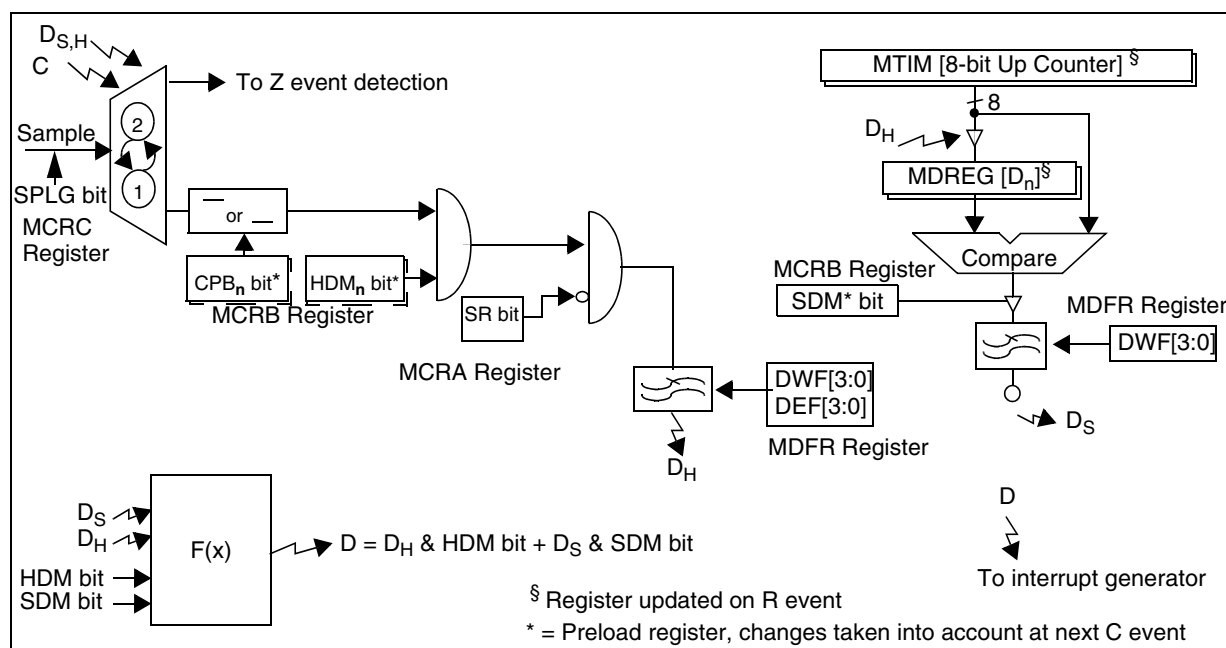 D_S,H
C
To Z event detection
Sample
2
1
SPLG bit
MCRC
Register
or
CPB_n bit*
HDM_n bit*
MCRB Register
SR bit
MCRA Register
DWF[3:0]
DEF[3:0]
MDFR Register
D_H
MTIM [8-bit Up Counter] §
8
D_H
MDREG [D_n]§
Compare
MCRB Register
SDM* bit
MDFR Register
DWF[3:0]
D_S
D_S
D_H
HDM bit
SDM bit
F(x)
D = D_H & HDM bit + D_S & SDM bit
D
To interrupt generator
§ Register updated on R event
* = Preload register, changes taken into account at next C event